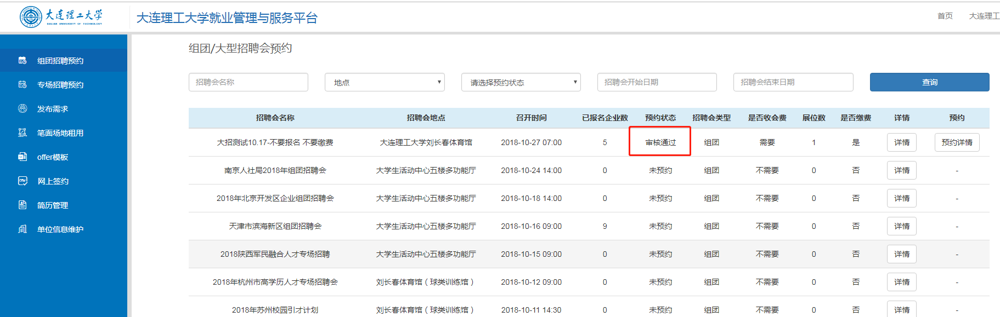 大连理工大学
DALIAN UNIVERSITY OF TECHNOLOGY
大连理工大学就业管理与服务平台
首页 大连理工
组团招聘预约
专场招聘预约
发布需求
笔面场地租用
offer模板
网上签约
简历管理
单位信息维护
组团/大型招聘会预约
招聘会名称 地点 请选择预约状态 招聘会开始日期 招聘会结束日期 查询
招聘会名称 招聘会地点 召开时间 已报名企业数 预约状态 招聘会类型 是否收会费 展位数 是否缴费 详情 预约
大招测试10.17-不要报名 不要缴费 大连理工大学刘长春体育馆 2018-10-27 07:00 5 审核通过 组团 需要 1 是 详情 预约详情
南京人社局2018年组团招聘会 大学生活动中心五楼多功能厅 2018-10-24 14:00 0 未预约 组团 不需要 0 否 详情 -
2018年北京开发区企业组团招聘会 大学生活动中心五楼多功能厅 2018-10-18 14:00 0 未预约 组团 不需要 0 否 详情 -
天津市滨海新区组团招聘会 大学生活动中心五楼多功能厅 2018-10-16 09:00 9 未预约 组团 不需要 0 否 详情 -
2018陕西军民融合人才专场招聘 大学生活动中心五楼多功能厅 2018-10-15 09:00 0 未预约 组团 不需要 0 否 详情 -
2018年杭州市高学历人才专场招聘会 刘长春体育馆（球类训练馆） 2018-10-12 09:00 0 未预约 组团 不需要 0 否 详情 -
2018年苏州校园引才计划 刘长春体育馆（球类训练馆） 2018-10-11 14:30 0 未预约 组团 不需要 0 否 详情 -